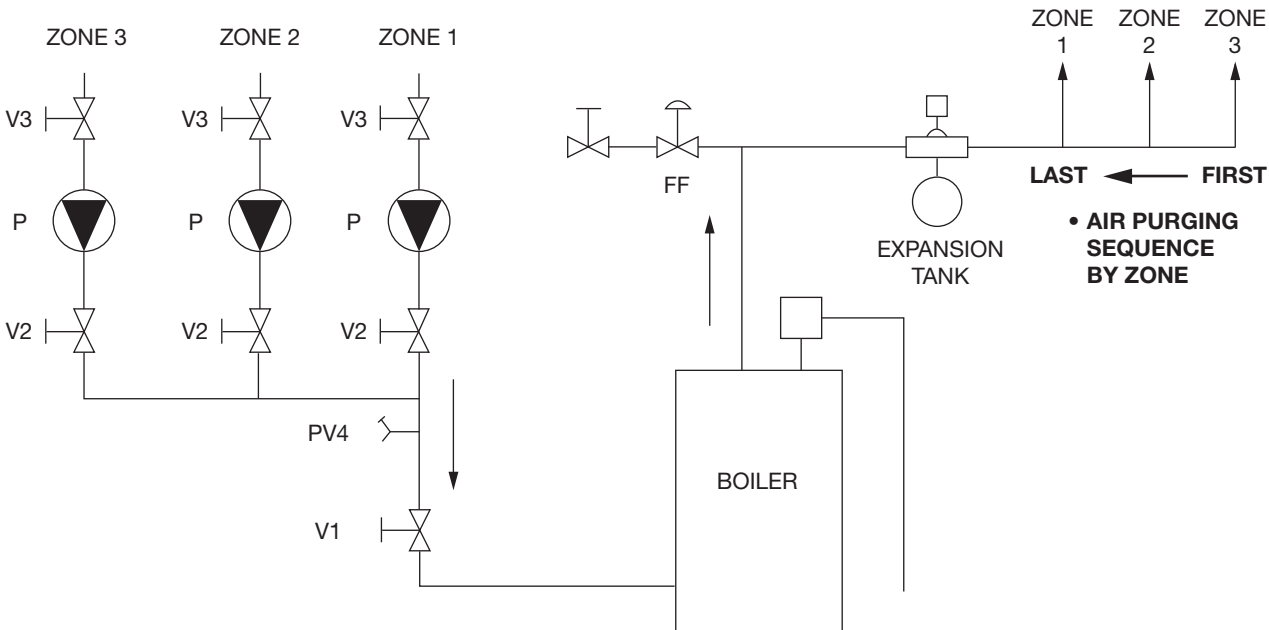 ZONE 3
ZONE 2
ZONE 1
ZONE
1
ZONE
2
ZONE
3
V3
V3
V3
FF
LAST
FIRST
P
P
P
• AIR PURGING
SEQUENCE
BY ZONE
EXPANSION
TANK
V2
V2
V2
PV4
BOILER
V1